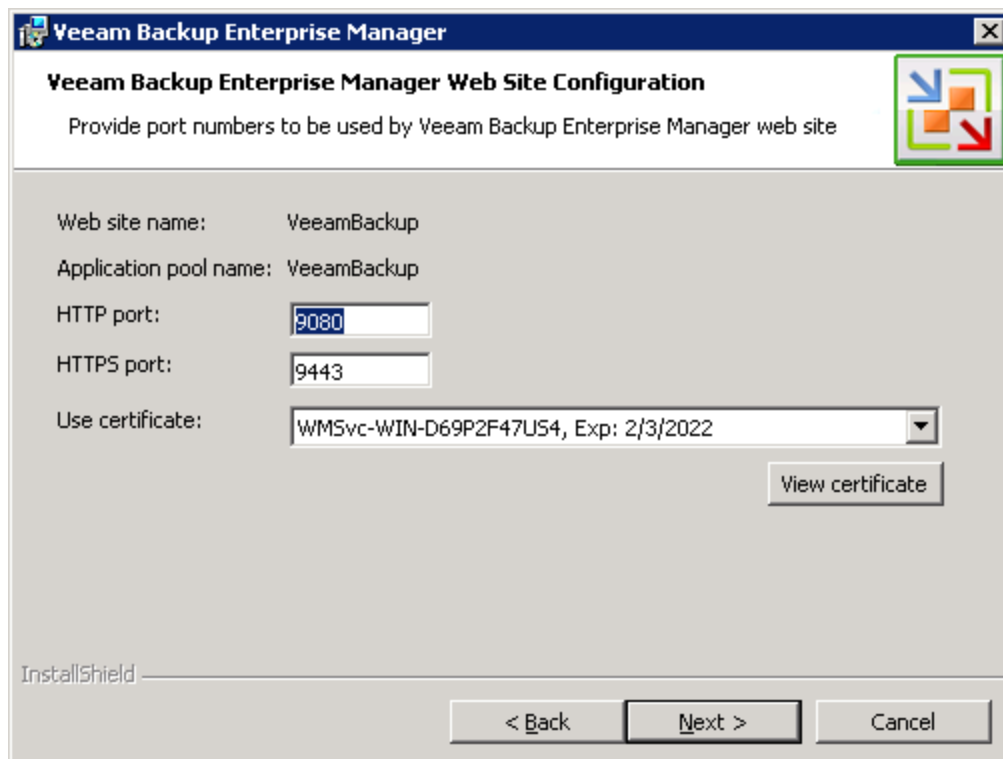 Veeam Backup Enterprise Manager
Veeam Backup Enterprise Manager Web Site Configuration
Provide port numbers to be used by Veeam Backup Enterprise Manager web site
Web site name: VeeamBackup
Application pool name: VeeamBackup
HTTP port: 9080
HTTPS port: 9443
Use certificate: WMSvc-WIN-D69P2F47US4, Exp: 2/3/2022
View certificate
InstallShield
< Back Next > Cancel